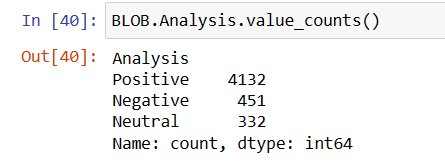 In [40]: BLOB.Analysis.value_counts()
Out[40]: Analysis
Positive    4132
Negative     451
Neutral      332
Name: count, dtype: int64